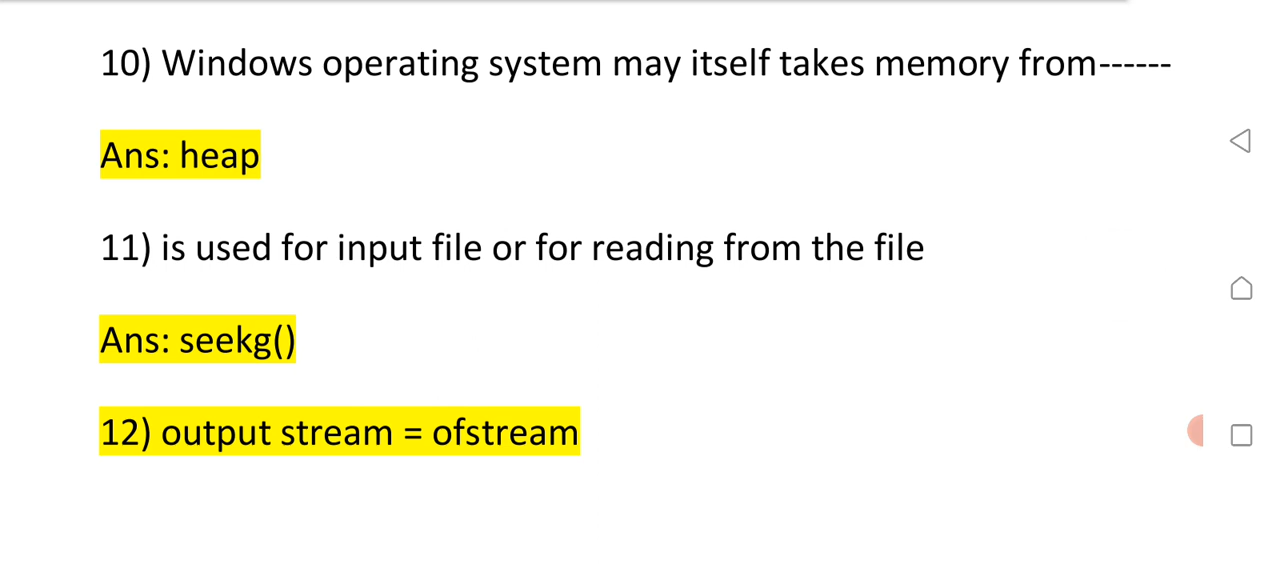 10) Windows operating system may itself takes memory from------
Ans: heap
11) is used for input file or for reading from the file
Ans: seekg()
12) output stream = ofstream